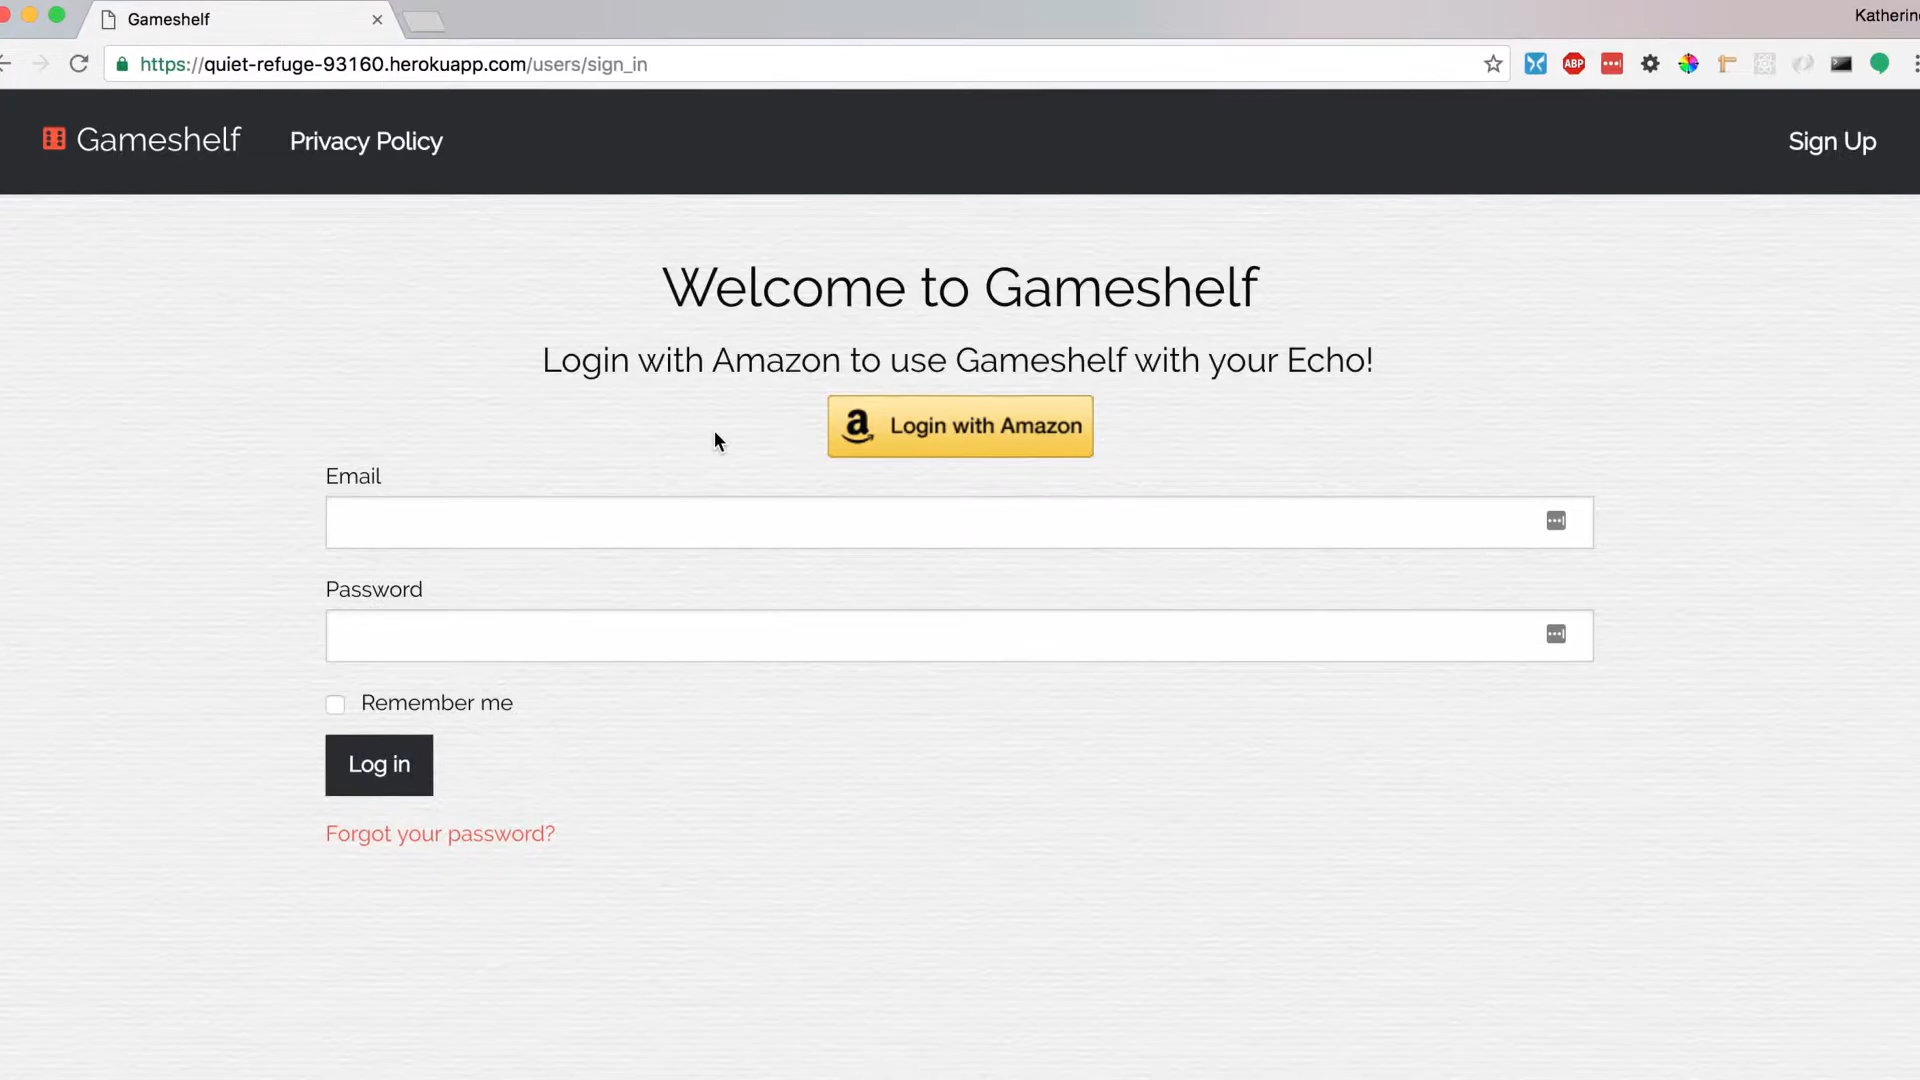 Gameshelf
Katherin
https://quiet-refuge-93160.herokuapp.com/users/sign_in
ABP
Gameshelf
Privacy Policy
Sign Up
Welcome to Gameshelf
Login with Amazon to use Gameshelf with your Echo!
a Login with Amazon
Email
Password
Remember me
Log in
Forgot your password?